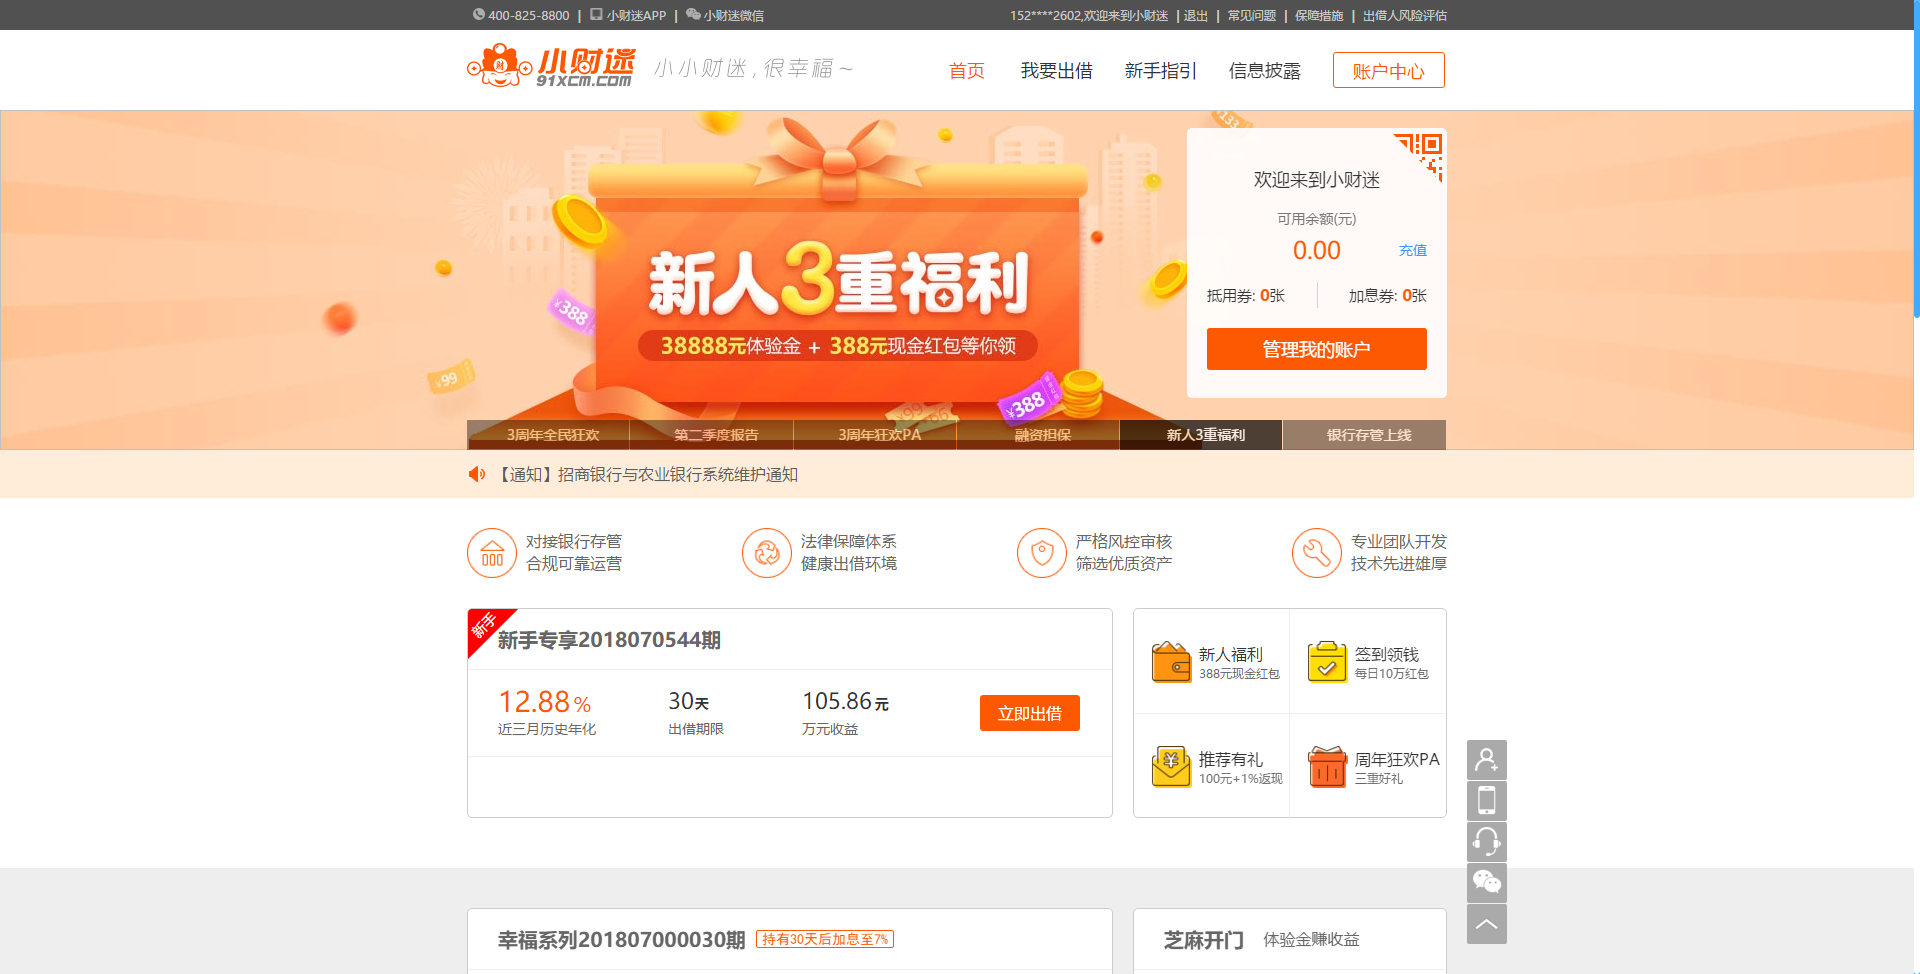 400-825-8800 | 小财迷APP | 小财迷微信
152****2602,欢迎来到小财迷 | 退出 | 常见问题 | 保障措施 | 出借人风险评估
小财迷
91XCM.COM
小小财迷,很幸福~
首页 我要出借 新手指引 信息披露 账户中心
新人3重福利
38888元体验金 + 388元现金红包等你领
¥388
¥99
¥388
欢迎来到小财迷
可用余额(元)
0.00 充值
抵用券: 0张 加息券: 0张
管理我的账户
3周年全民狂欢 第二季度报告 3周年狂欢PA 融资担保 新人3重福利 银行存管上线
【通知】招商银行与农业银行系统维护通知
对接银行存管
合规可靠运营
法律保障体系
健康出借环境
严格风控审核
筛选优质资产
专业团队开发
技术先进雄厚
新手
新手专享2018070544期
12.88% 30天 105.86元
近三月历史年化 出借期限 万元收益
立即出借
新人福利
388元现金红包
签到领钱
每日10万红包
推荐有礼
100元+1%返现
周年狂欢PA
三重好礼
幸福系列201807000030期 持有30天后加息至7%
芝麻开门 体验金赚收益